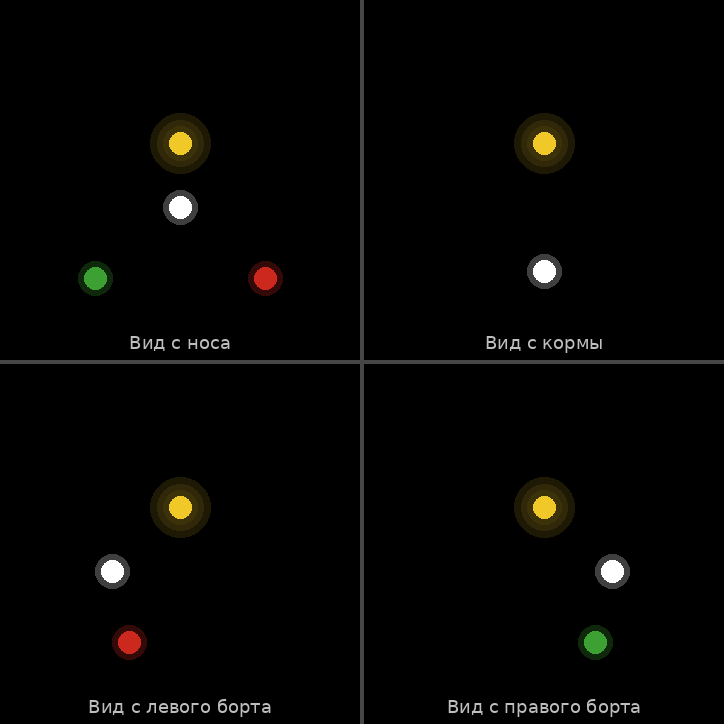 Вид с носа
Вид с кормы
Вид с левого борта
Вид с правого борта